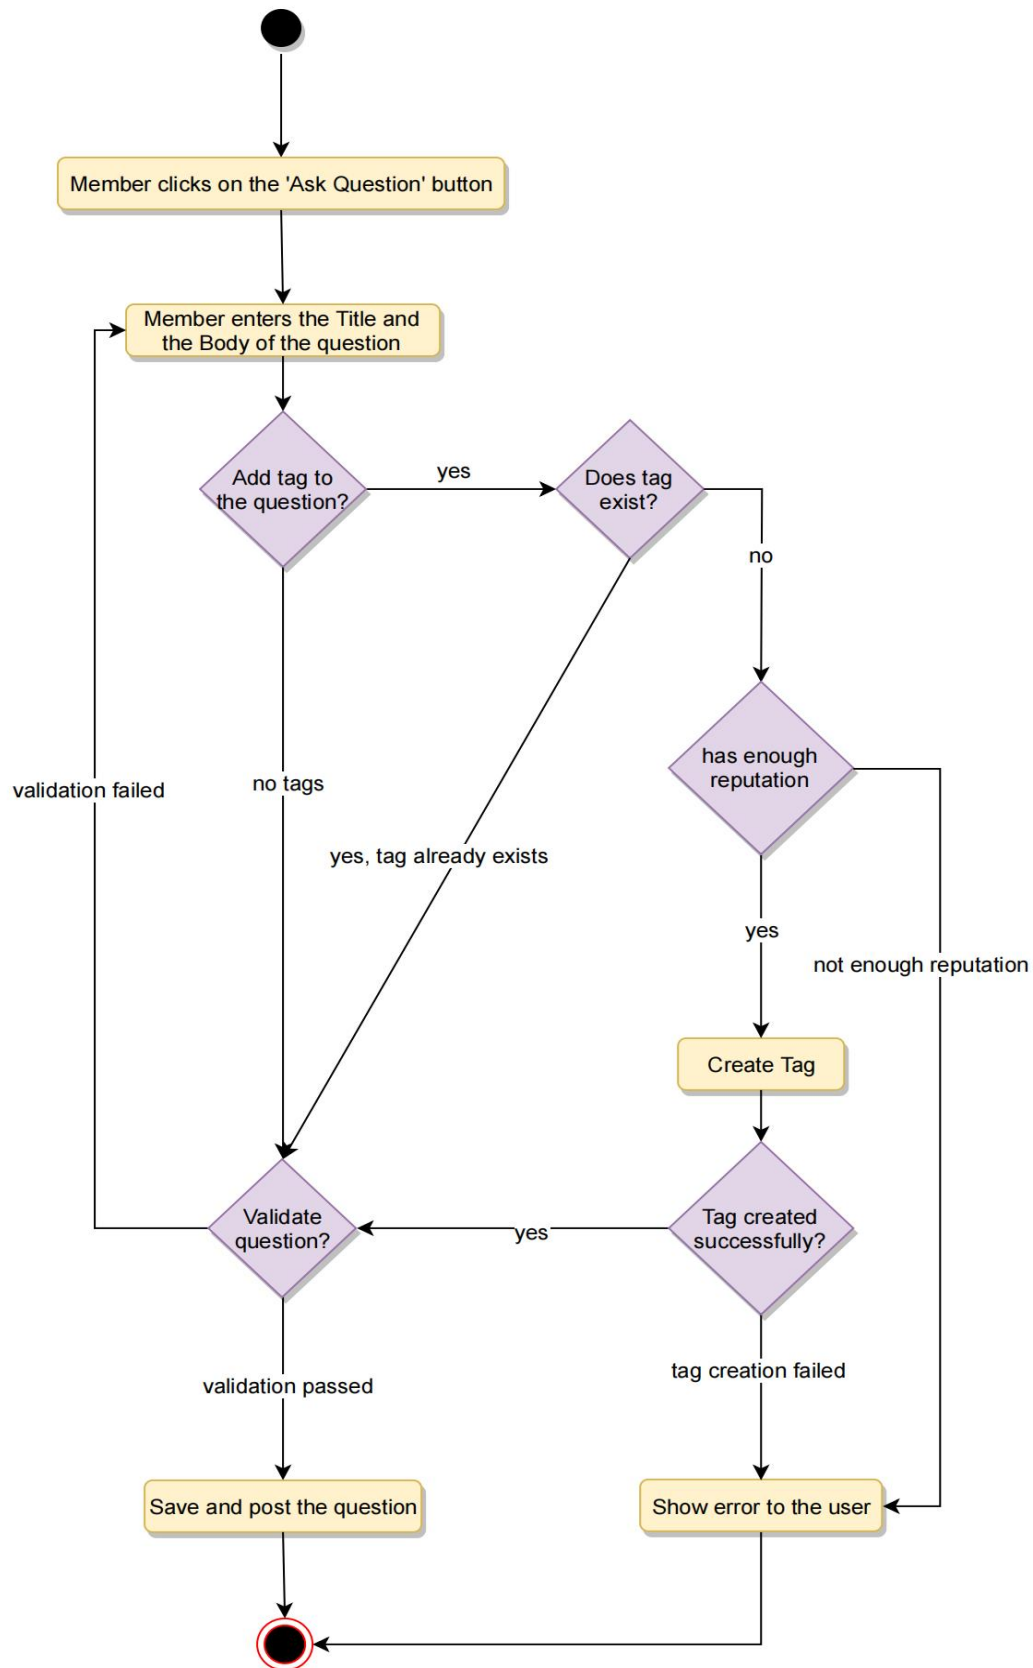 Member clicks on the 'Ask Question' button
Member enters the Title and
the Body of the question
Add tag to
the question?
yes
Does tag
exist?
no
has enough
reputation
validation failed
no tags
yes, tag already exists
yes
not enough reputation
Create Tag
Validate
question?
yes
Tag created
successfully?
validation passed
tag creation failed
Save and post the question
Show error to the user